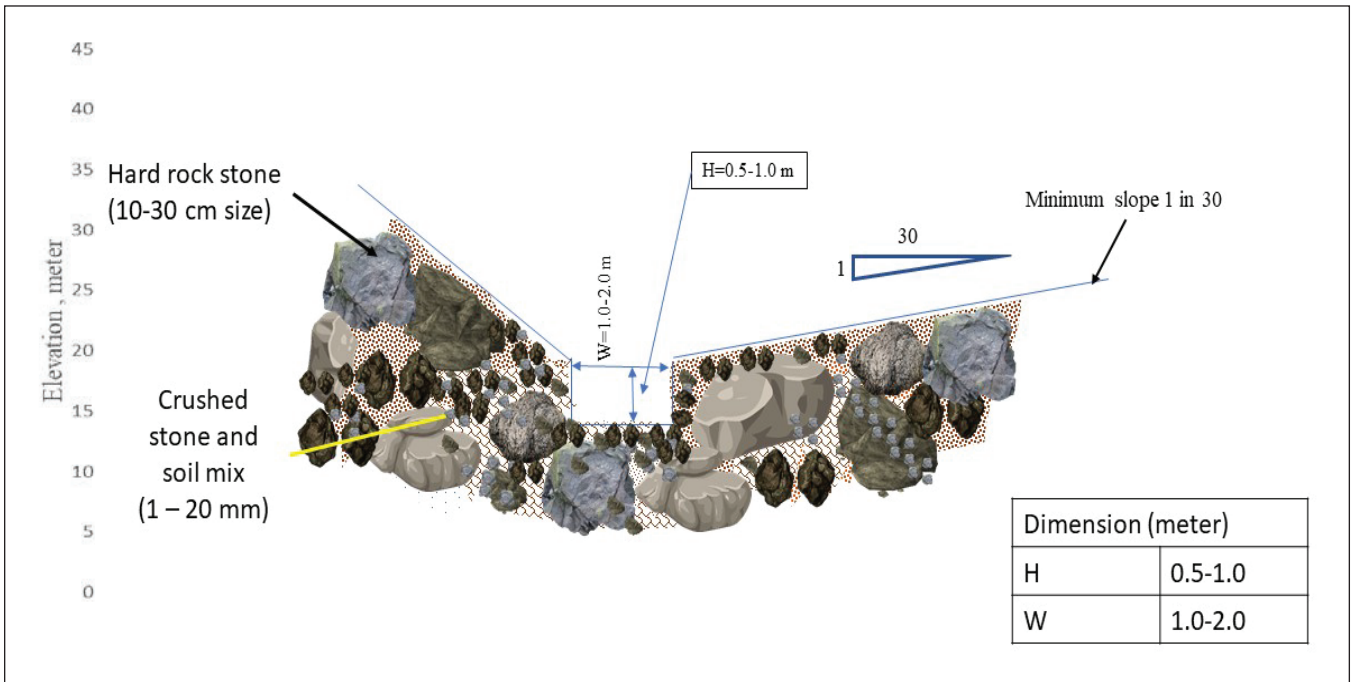 45
40
35
30
25
20
15
10
5
0
Elevation , meter
Hard rock stone
(10-30 cm size)
Crushed
stone and
soil mix
(1 – 20 mm)
W=1.0-2.0 m
H=0.5-1.0 m
30
1
Minimum slope 1 in 30
Dimension (meter)
H 0.5-1.0
W 1.0-2.0